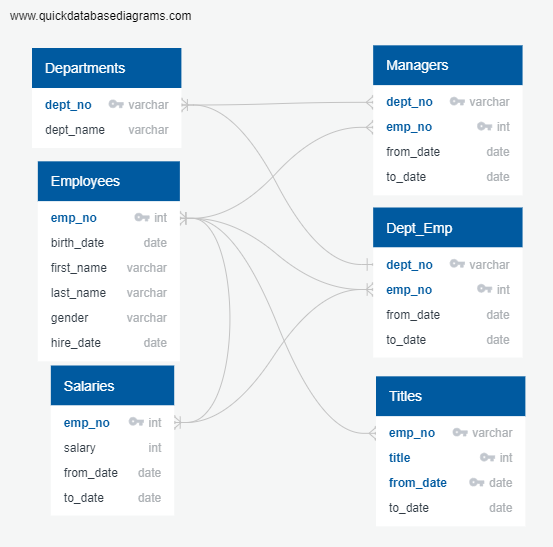 www.quickdatabasediagrams.com
Departments
dept_no varchar
dept_name varchar
Employees
emp_no int
birth_date date
first_name varchar
last_name varchar
gender varchar
hire_date date
Salaries
emp_no int
salary int
from_date date
to_date date
Managers
dept_no varchar
emp_no int
from_date date
to_date date
Dept_Emp
dept_no varchar
emp_no int
from_date date
to_date date
Titles
emp_no varchar
title int
from_date date
to_date date